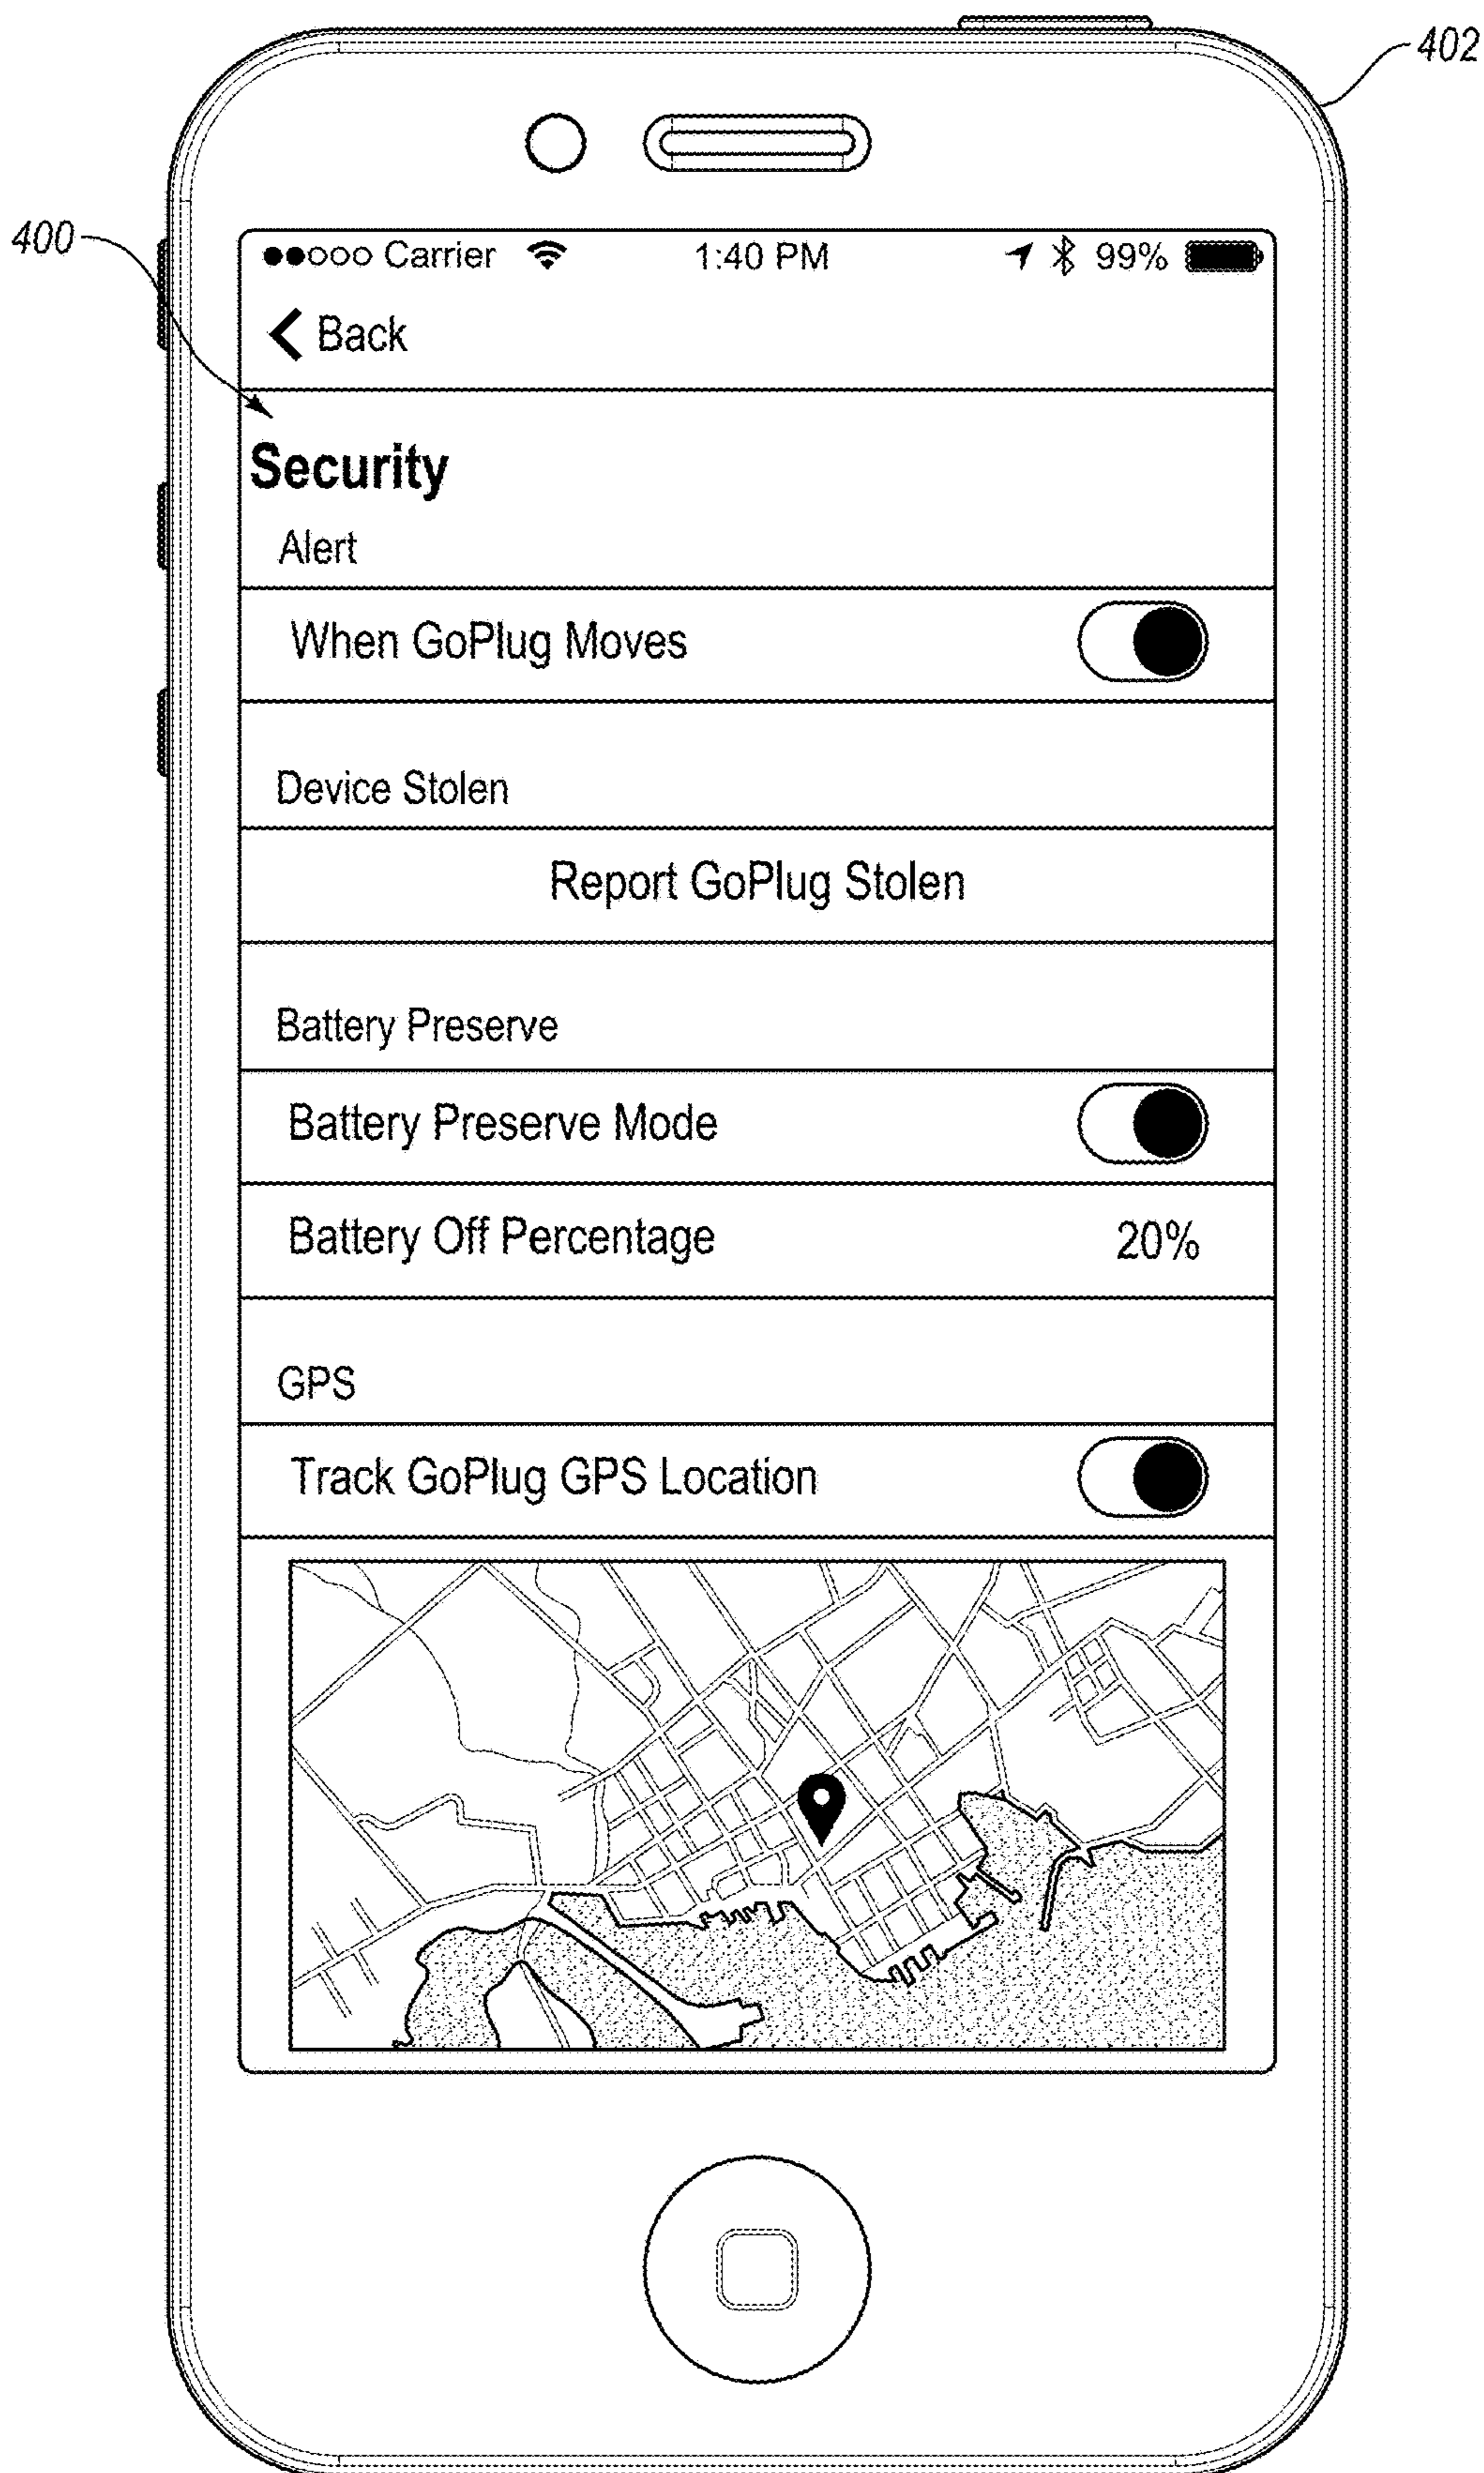 402
400
Carrier 1:40 PM 99%
Back
Security
Alert
When GoPlug Moves
Device Stolen
Report GoPlug Stolen
Battery Preserve
Battery Preserve Mode
Battery Off Percentage 20%
GPS
Track GoPlug GPS Location